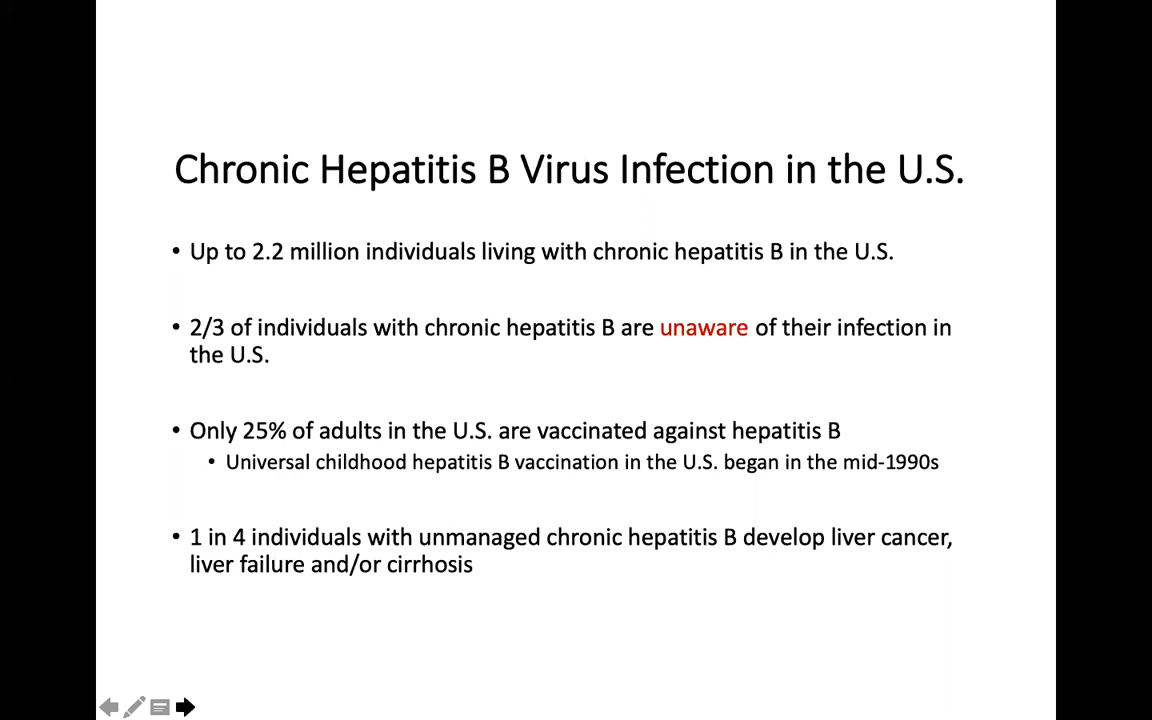 Chronic Hepatitis B Virus Infection in the U.S.
• Up to 2.2 million individuals living with chronic hepatitis B in the U.S.
• 2/3 of individuals with chronic hepatitis B are unaware of their infection in
the U.S.
• Only 25% of adults in the U.S. are vaccinated against hepatitis B
• Universal childhood hepatitis B vaccination in the U.S. began in the mid-1990s
• 1 in 4 individuals with unmanaged chronic hepatitis B develop liver cancer,
liver failure and/or cirrhosis